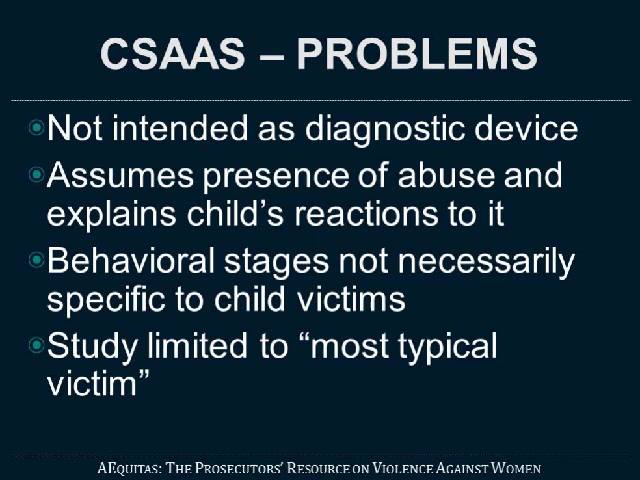 CSAAS – PROBLEMS
Not intended as diagnostic device
Assumes presence of abuse and
explains child’s reactions to it
Behavioral stages not necessarily
specific to child victims
Study limited to “most typical
victim”
AEquitas: The Prosecutors’ Resource on Violence Against Women